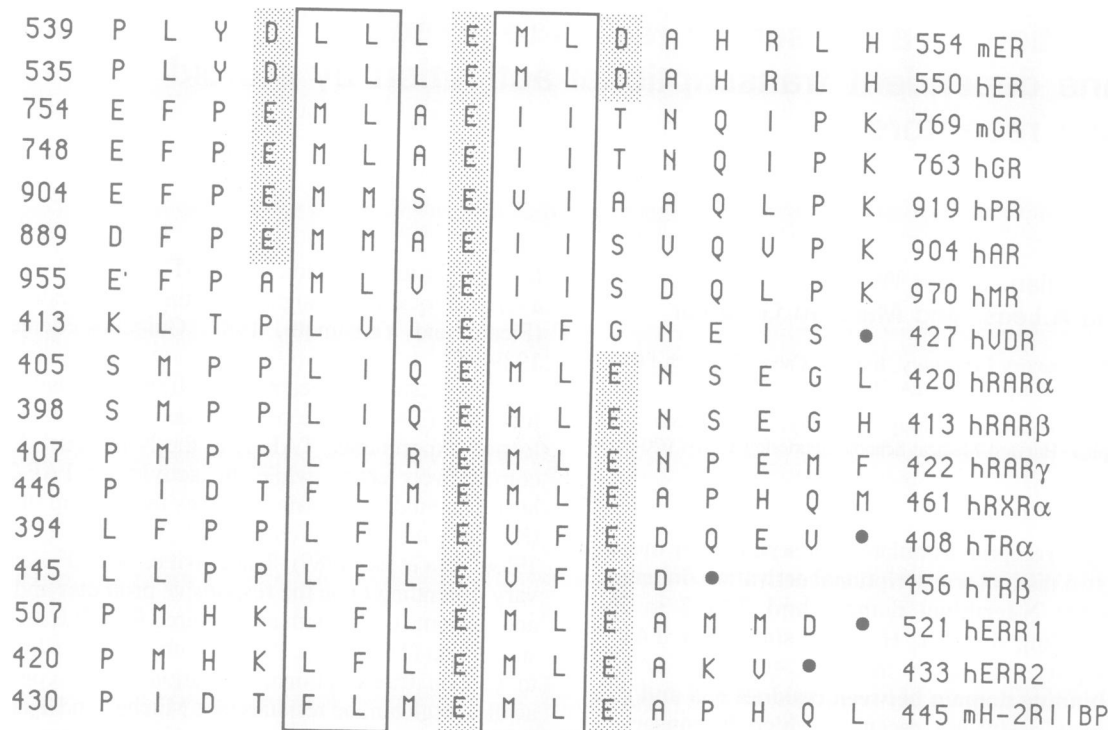 539 P L Y D L L L E M L D A H R L H 554 mER
535 P L Y D L L L E M L D A H R L H 550 hER
754 E F P E M L A E I I T N Q I P K 769 mGR
748 E F P E M L A E I I T N Q I P K 763 hGR
904 E F P E M M S E V I A A Q L P K 919 hPR
889 D F P E M M A E I I S V Q V P K 904 hAR
955 E F P A M L V E I I S D Q L P K 970 hMR
413 K L T P L V L E V F G N E I S ● 427 hVDR
405 S M P P L I Q E M L E N S E G L 420 hRARα
398 S M P P L I Q E M L E N S E G H 413 hRARβ
407 P M P P L I R E M L E N P E M F 422 hRARγ
446 P I D T F L M E M L E A P H Q M 461 hRXRα
394 L F P P L F L E V F E D Q E V ● 408 hTRα
445 L L P P L F L E V F E D ● 456 hTRβ
507 P M H K L F L E M L E A M M D ● 521 hERR1
420 P M H K L F L E M L E A K V ● 433 hERR2
430 P I D T F L M E M L E A P H Q L 445 mH-2RIIBP